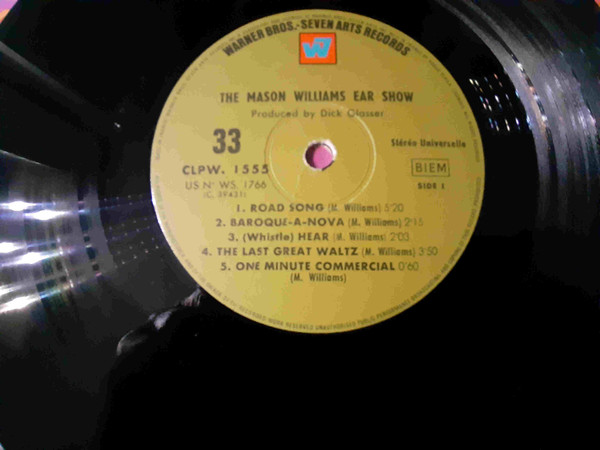 WARNER BROS.-SEVEN ARTS RECORDS
W7
THE MASON WILLIAMS EAR SHOW
Produced by Dick Glasser
33
Stéréo Universelle
CLPW. 1555
BIEM
US N° WS. 1766
SIDE 1
(C. 39431)
1. ROAD SONG (M. Williams) 5'20
2. BAROQUE-A-NOVA (M. Williams) 2'15
3. (Whistle) HEAR (M. Williams) 2'03
4. THE LAST GREAT WALTZ (M. Williams) 3'50
5. ONE MINUTE COMMERCIAL 0'60
(M. Williams)